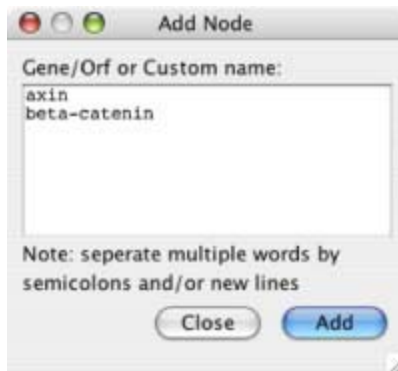 Add Node
Gene/Orf or Custom name:
axin
beta-catenin
Note: seperate multiple words by
semicolons and/or new lines
Close Add